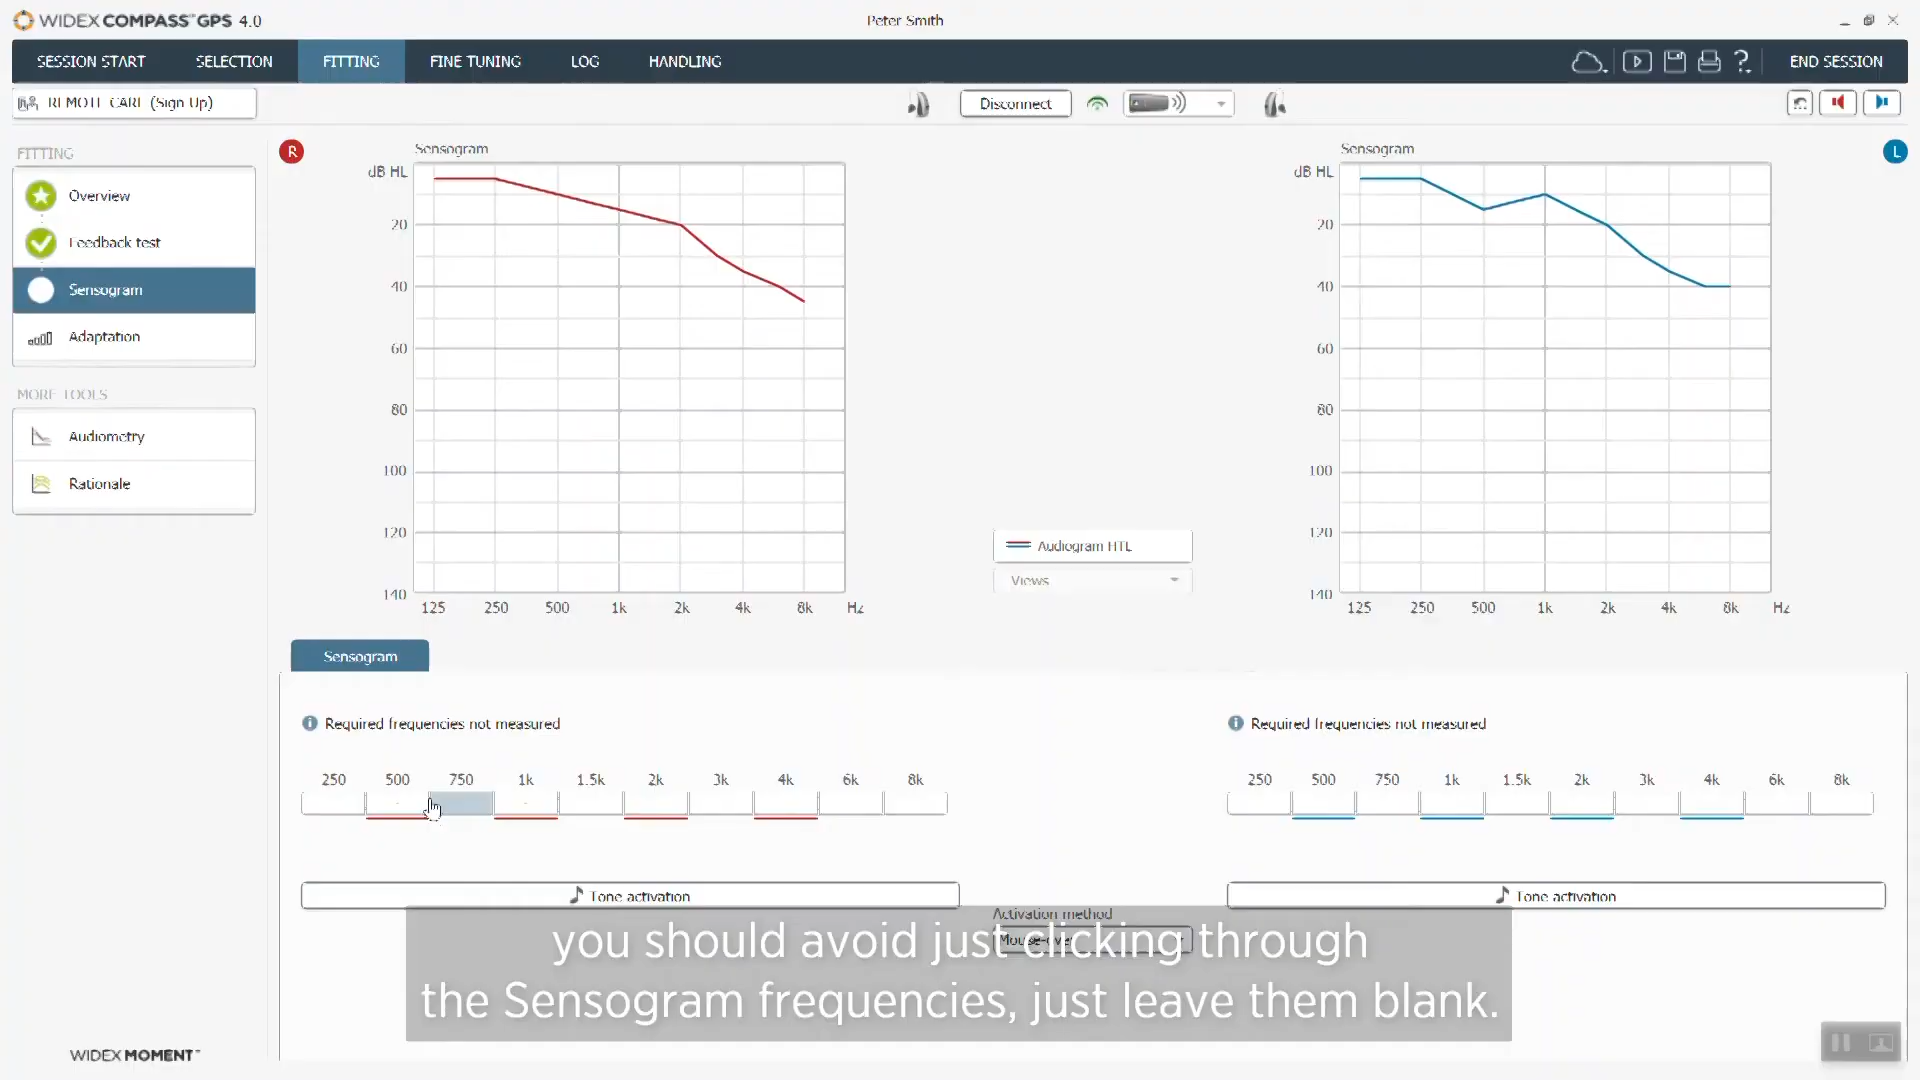 WIDEX COMPASS™ GPS 4.0
Peter Smith
SESSION START
SELECTION
FITTING
FINE TUNING
LOG
HANDLING
END SESSION
REMOTE CARE (Sign Up)
Disconnect
FITTING
Overview
Feedback test
Sensogram
Adaptation
MORE TOOLS
Audiometry
Rationale
R
Sensogram
dB HL
20
40
60
80
100
120
140
125 250 500 1k 2k 4k 8k Hz
Audiogram HTL
Views
Sensogram
L
dB HL
20
40
60
80
100
120
140
125 250 500 1k 2k 4k 8k Hz
Sensogram
Required frequencies not measured
250 500 750 1k 1.5k 2k 3k 4k 6k 8k
Tone activation
Required frequencies not measured
250 500 750 1k 1.5k 2k 3k 4k 6k 8k
Tone activation
Activation method
you should avoid just clicking through
the Sensogram frequencies, just leave them blank.
WIDEX MOMENT™